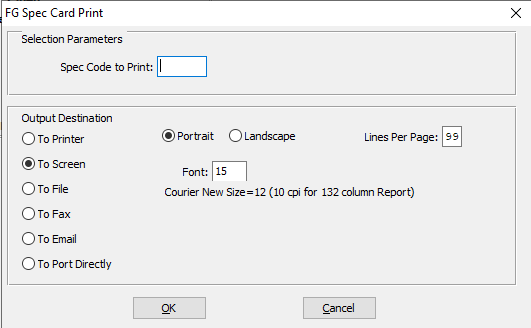 FG Spec Card Print
Selection Parameters
Spec Code to Print:
Output Destination
To Printer
Portrait
Landscape
Lines Per Page: 99
To Screen
Font: 15
To File
Courier New Size=12 (10 cpi for 132 column Report)
To Fax
To Email
To Port Directly
OK
Cancel